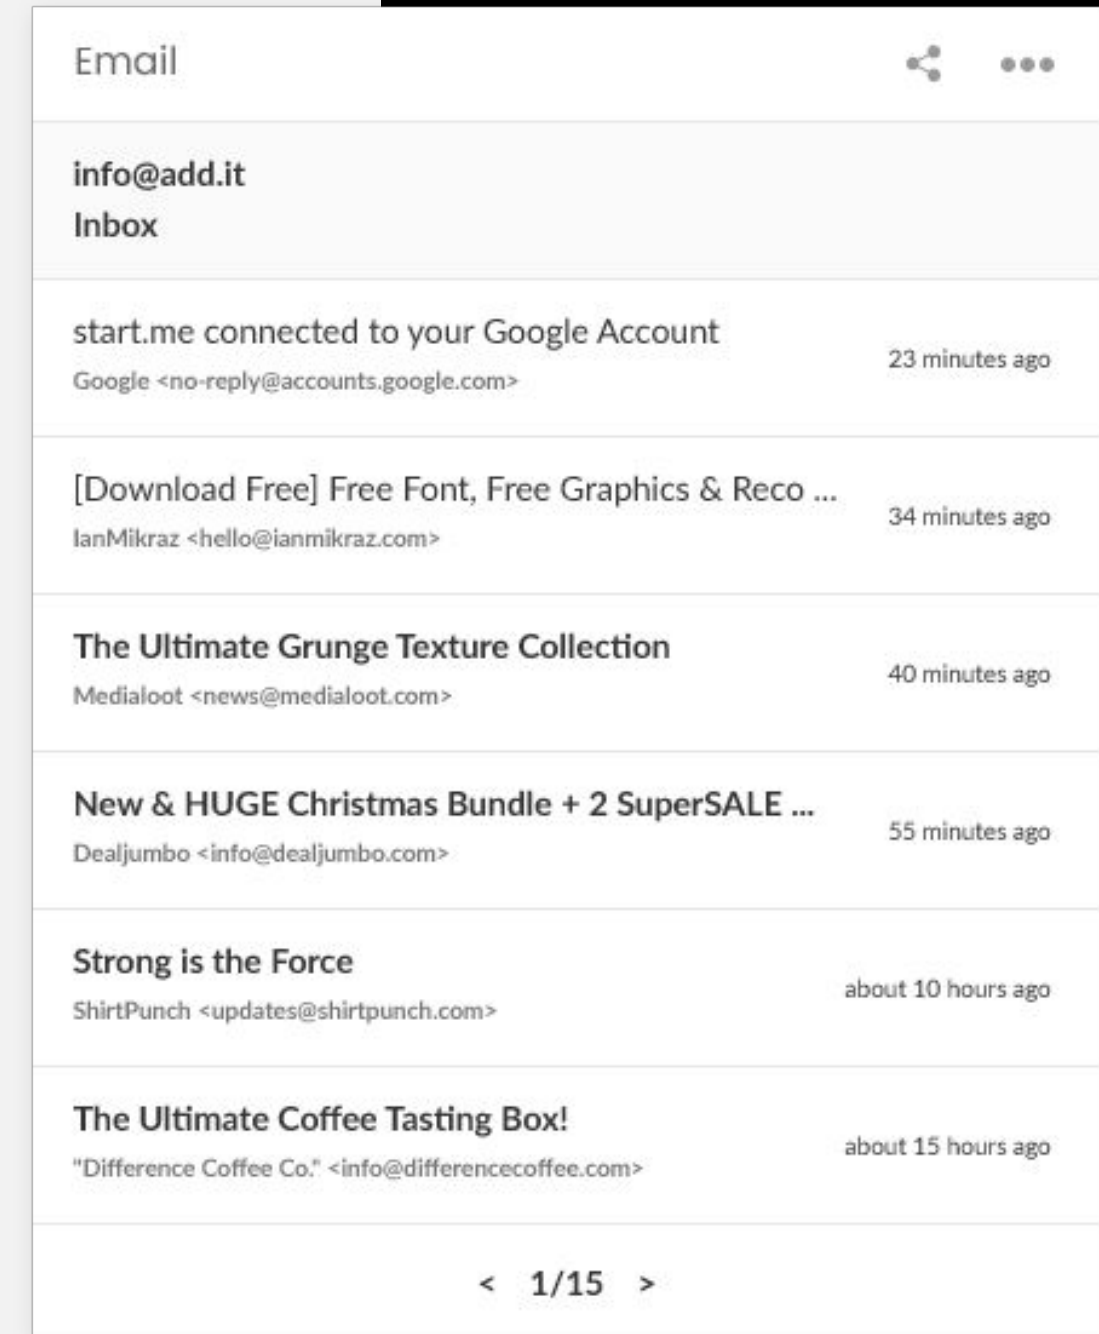 Email
info@add.it
Inbox
start.me connected to your Google Account
Google <no-reply@accounts.google.com>
23 minutes ago
[Download Free] Free Font, Free Graphics & Reco ...
IanMikraz <hello@ianmikraz.com>
34 minutes ago
The Ultimate Grunge Texture Collection
Medialoot <news@medialoot.com>
40 minutes ago
New & HUGE Christmas Bundle + 2 SuperSALE ...
Dealjumbo <info@dealjumbo.com>
55 minutes ago
Strong is the Force
ShirtPunch <updates@shirtpunch.com>
about 10 hours ago
The Ultimate Coffee Tasting Box!
"Difference Coffee Co." <info@differencecoffee.com>
about 15 hours ago
< 1/15 >